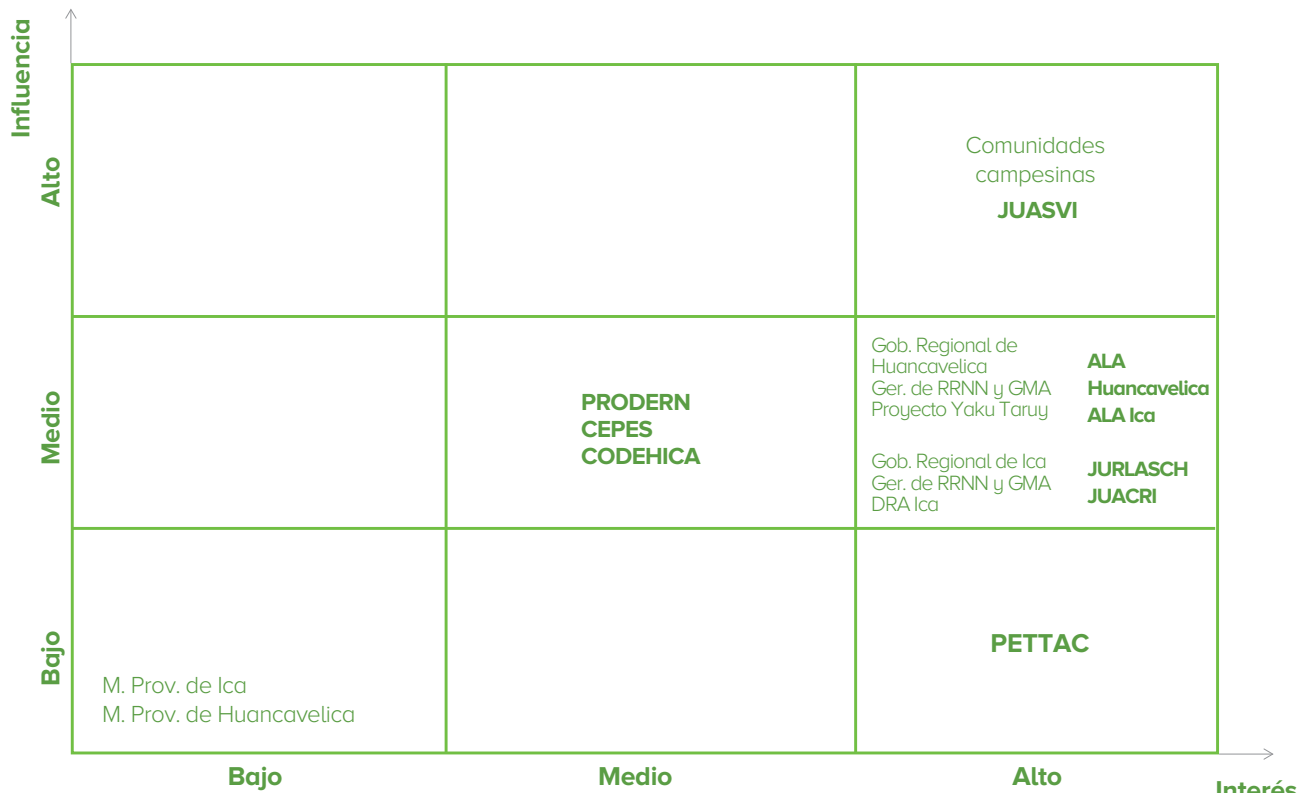 Influencia
Alto
Comunidades
campesinas
JUASVI
Medio
PRODERN
CEPES
CODEHICA
Gob. Regional de
Huancavelica
Ger. de RRNN y GMA
Proyecto Yaku Taruy
ALA
Huancavelica
ALA Ica
Gob. Regional de Ica
Ger. de RRNN y GMA
DRA Ica
JURLASCH
JUACRI
Bajo
M. Prov. de Ica
M. Prov. de Huancavelica
PETTAC
Bajo
Medio
Alto
Interés